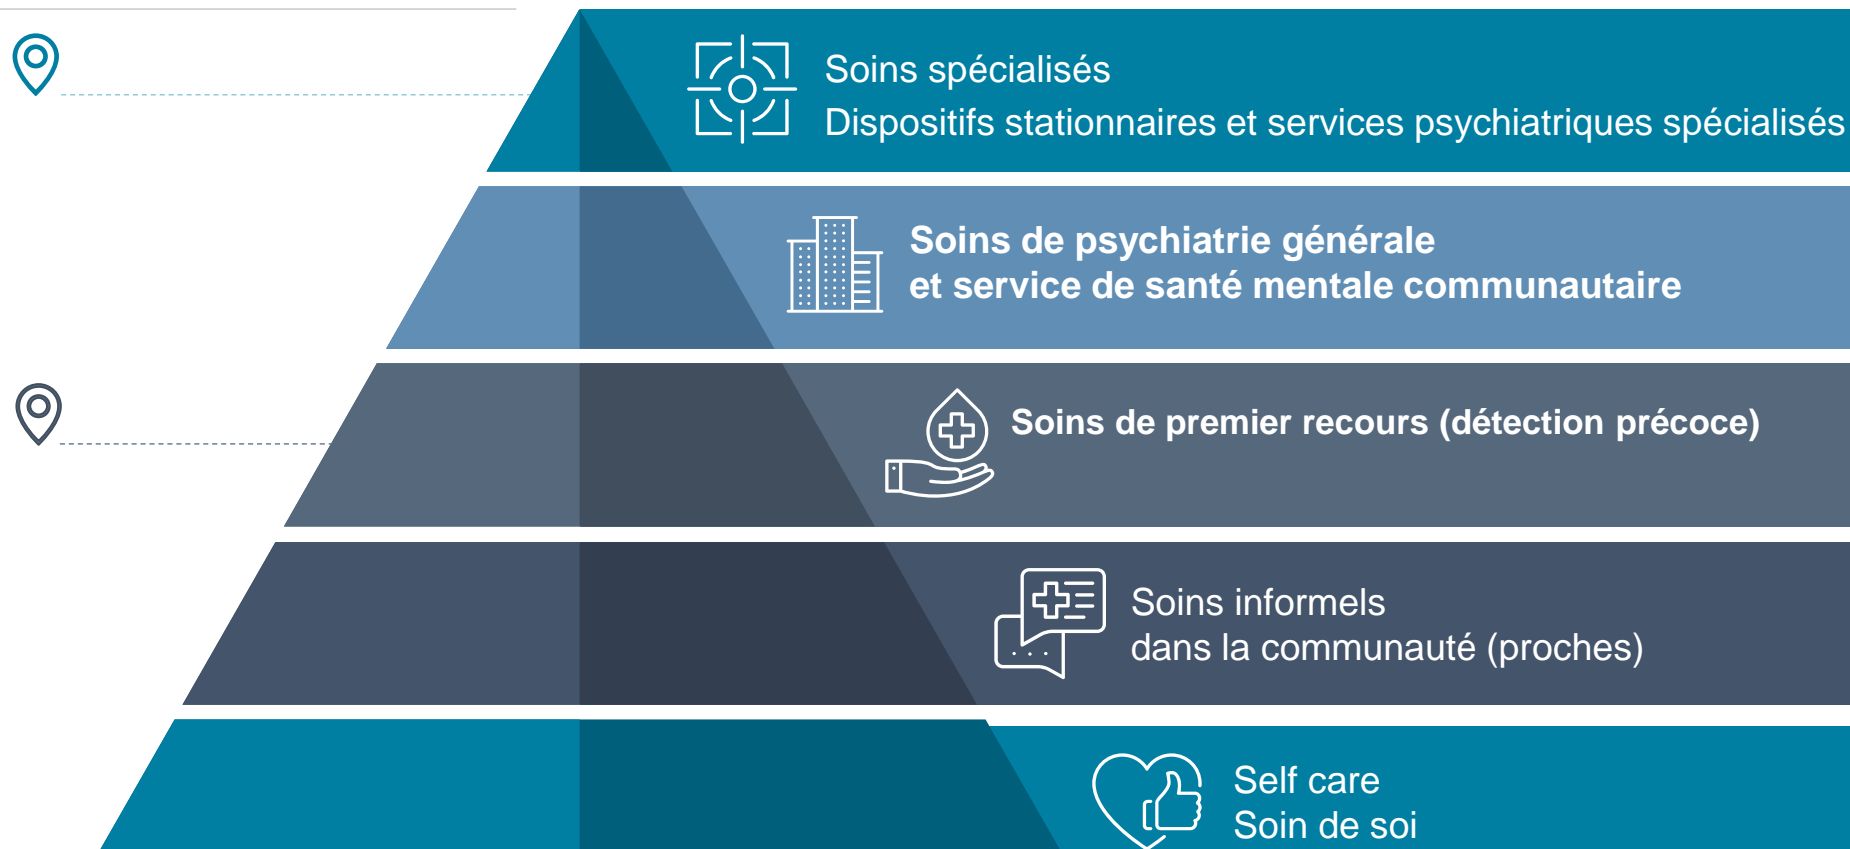 Soins spécialisés
Dispositifs stationnaires et services psychiatriques spécialisés
Soins de psychiatrie générale
et service de santé mentale communautaire
Soins de premier recours (détection précoce)
Soins informels
dans la communauté (proches)
Self care
Soin de soi